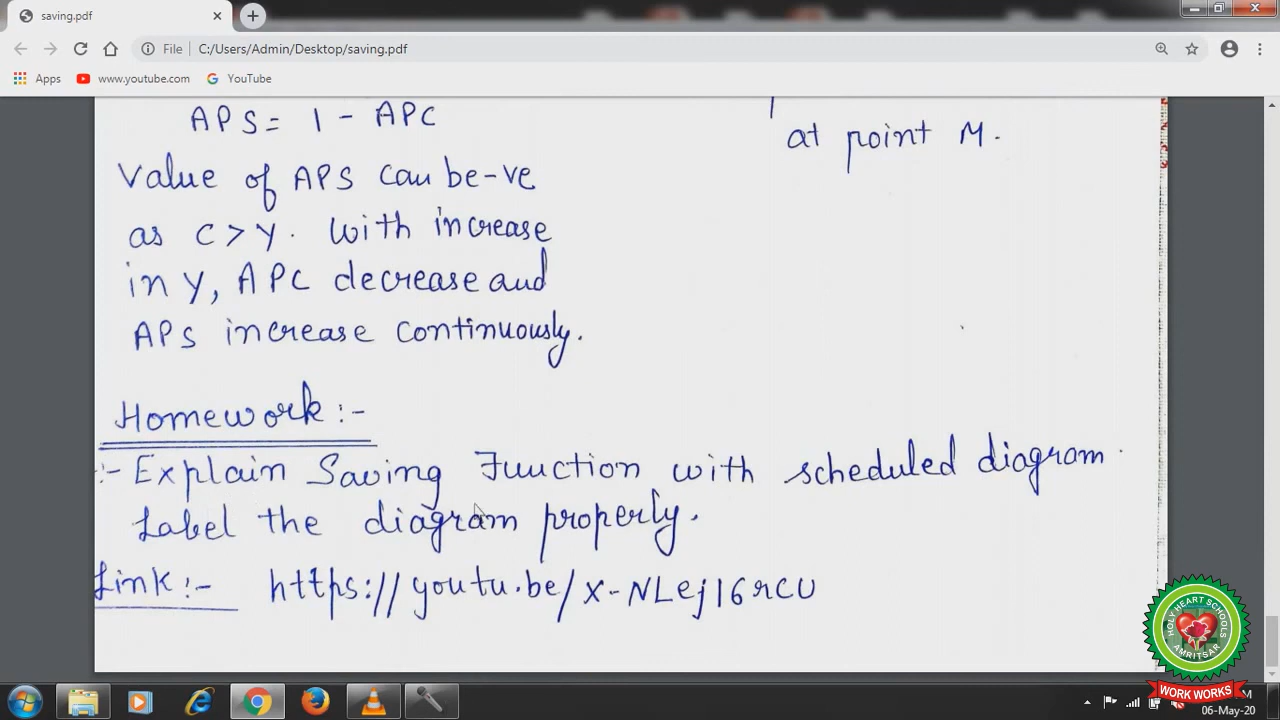 saving.pdf
File
C:/Users/Admin/Desktop/saving.pdf
Apps
www.youtube.com
YouTube
APS = 1 - APC
Value of APS can be -ve
as C > Y. With increase
in Y, APC decrease and
APS increase continuously.
at point M.
Homework :-
:- Explain Saving Function with scheduled diagram.
Label the diagram properly.
Link :- https://youtu.be/X-NLej16rCU
HOLY HEART SCHOOLS
AMRITSAR
WORK WORKS
06-May-20